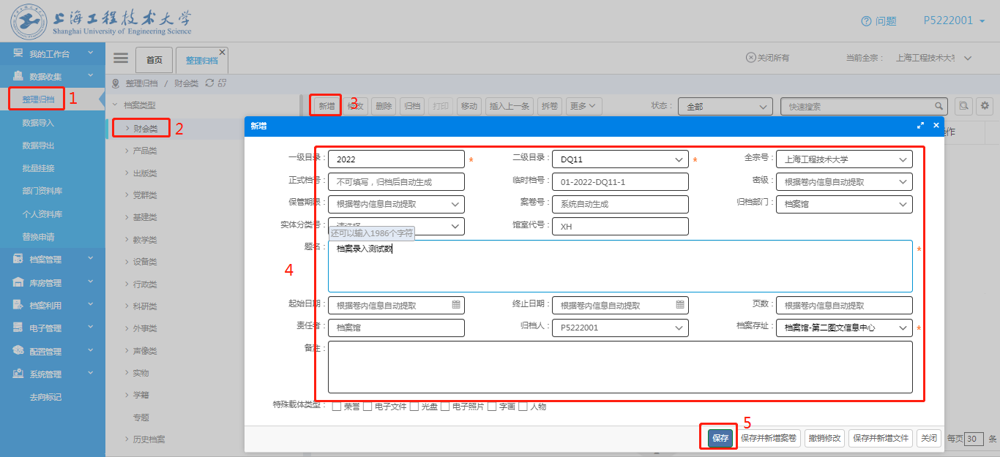 上海工程技术大学
Shanghai University of Engineering Science
问题 P5222001
我的工作台
数据收集
整理归档 1
数据导入
数据导出
批量挂接
部门资料库
个人资料库
替换申请
档案管理
库房管理
档案利用
电子管理
配置管理
系统管理
去向标记
首页 整理归档 关闭所有 当前全宗： 上海工程技术大
整理归档 / 财会类
档案类型
财会类 2
产品类
出版类
党群类
基建类
教学类
设备类
行政类
科研类
外事类
声像类
实物
学籍
专题
历史档案
新增 3 修改 删除 归档 打印 移动 插入上一条 拆卷 更多 状态： 全部 快速搜索
新增
一级目录： 2022 * 二级目录： DQ11 * 全宗号： 上海工程技术大学
正式档号： 不可填写，归档后自动生成 临时档号： 01-2022-DQ11-1 密级： 根据卷内信息自动提取
保管期限： 根据卷内信息自动提取 案卷号： 系统自动生成 归档部门： 档案馆
实体分类号： 请选择 馆室代号： XH
还可以输入1986个字符
题名： 档案录入测试数 *
4
起始日期： 根据卷内信息自动提取 终止日期： 根据卷内信息自动提取 页数： 根据卷内信息自动提取
责任者： 档案馆 归档人： P5222001 档案存址： 档案馆-第二图文信息中心 *
备注：
特殊载体类型： 荣誉 电子文件 光盘 电子照片 字画 人物
5
保存 保存并新增案卷 撤销修改 保存并新增文件 关闭 每页 30 条